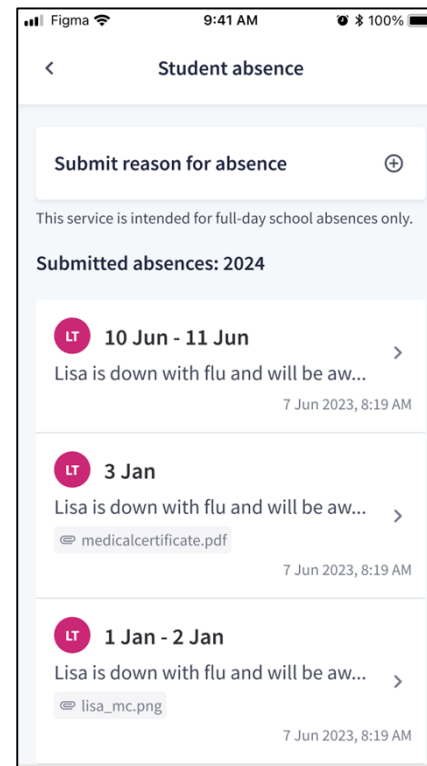 Figma 9:41 AM 100%
Student absence
Submit reason for absence
This service is intended for full-day school absences only.
Submitted absences: 2024
LT 10 Jun - 11 Jun
Lisa is down with flu and will be aw...
7 Jun 2023, 8:19 AM
LT 3 Jan
Lisa is down with flu and will be aw...
medicalcertificate.pdf
7 Jun 2023, 8:19 AM
LT 1 Jan - 2 Jan
Lisa is down with flu and will be aw...
lisa_mc.png
7 Jun 2023, 8:19 AM